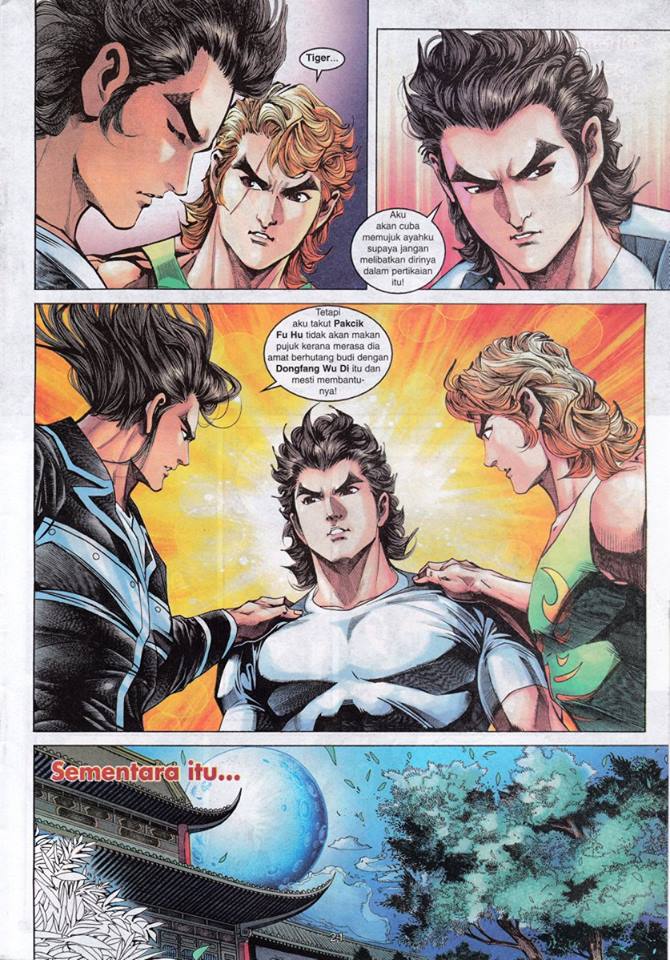 Tiger...
Aku
akan cuba
memujuk ayahku
supaya jangan
melibatkan dirinya
dalam pertikaian
itu!
Tetapi
aku takut Pakcik
Fu Hu tidak akan makan
pujuk kerana merasa dia
amat berhutang budi dengan
Dongfang Wu Di itu dan
mesti membantu-
nya!
Sementara itu...
21